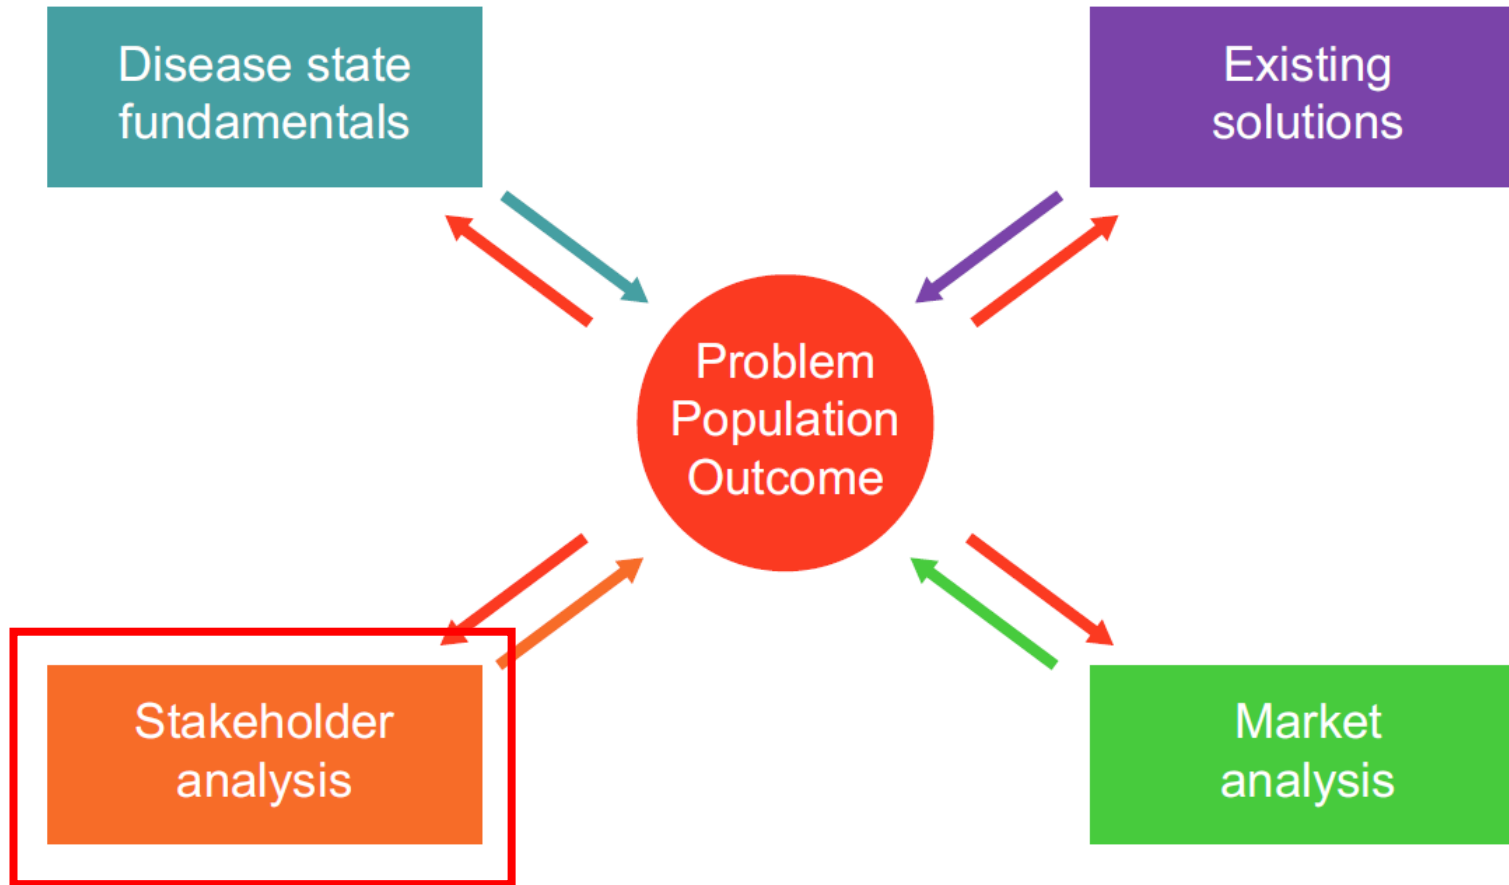 Disease state
fundamentals
Existing
solutions
Problem
Population
Outcome
Stakeholder
analysis
Market
analysis